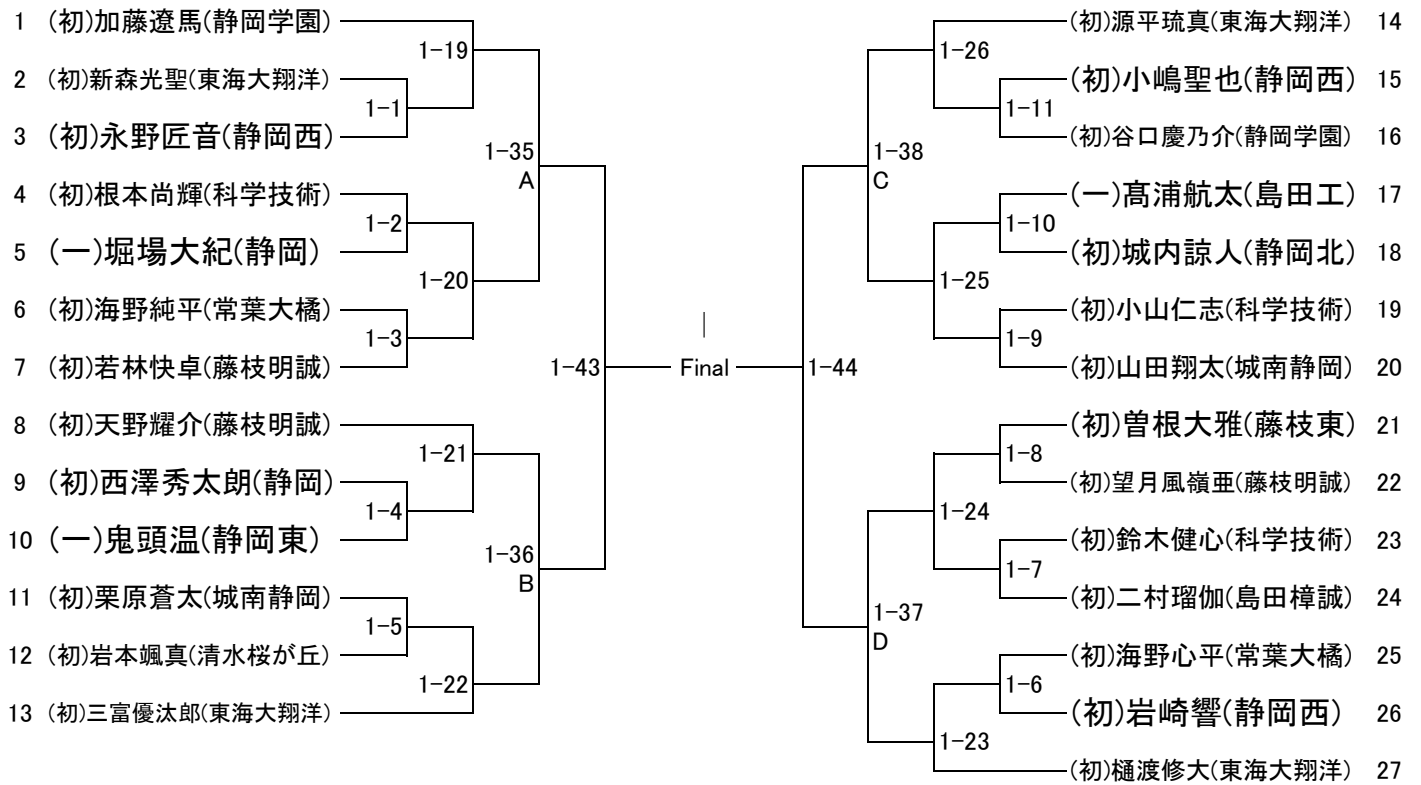 1 (初)加藤遼馬(静岡学園)
1-19
2 (初)新森光聖(東海大翔洋)
1-1
3 (初)永野匠音(静岡西)
1-35
A
4 (初)根本尚輝(科学技術)
1-2
5 (一)堀場大紀(静岡)
1-20
6 (初)海野純平(常葉大橘)
1-3
7 (初)若林快卓(藤枝明誠)
1-43
8 (初)天野耀介(藤枝明誠)
1-21
9 (初)西澤秀太朗(静岡)
1-4
10 (一)鬼頭温(静岡東)
1-36
B
11 (初)栗原蒼太(城南静岡)
1-5
12 (初)岩本颯真(清水桜が丘)
1-22
13 (初)三富優汰郎(東海大翔洋)
|
Final
(初)源平琉真(東海大翔洋) 14
1-26
(初)小嶋聖也(静岡西) 15
1-11
(初)谷口慶乃介(静岡学園) 16
1-38
C
(一)髙浦航太(島田工) 17
1-10
(初)城内諒人(静岡北) 18
1-25
(初)小山仁志(科学技術) 19
1-9
(初)山田翔太(城南静岡) 20
1-44
(初)曽根大雅(藤枝東) 21
1-8
(初)望月風嶺亜(藤枝明誠) 22
1-24
(初)鈴木健心(科学技術) 23
1-7
(初)二村瑠伽(島田樟誠) 24
1-37
D
(初)海野心平(常葉大橘) 25
1-6
(初)岩崎響(静岡西) 26
1-23
(初)樋渡修大(東海大翔洋) 27